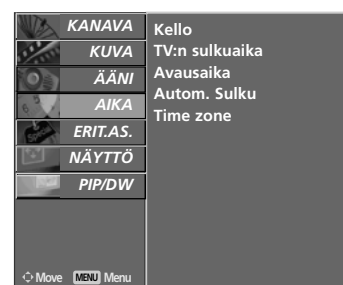 KANAVA
KUVA
ÄÄNI
AIKA
ERIT.AS.
NÄYTTÖ
PIP/DW
Kello
TV:n sulkuaika
Avausaika
Autom. Sulku
Time zone
Move MENU Menu